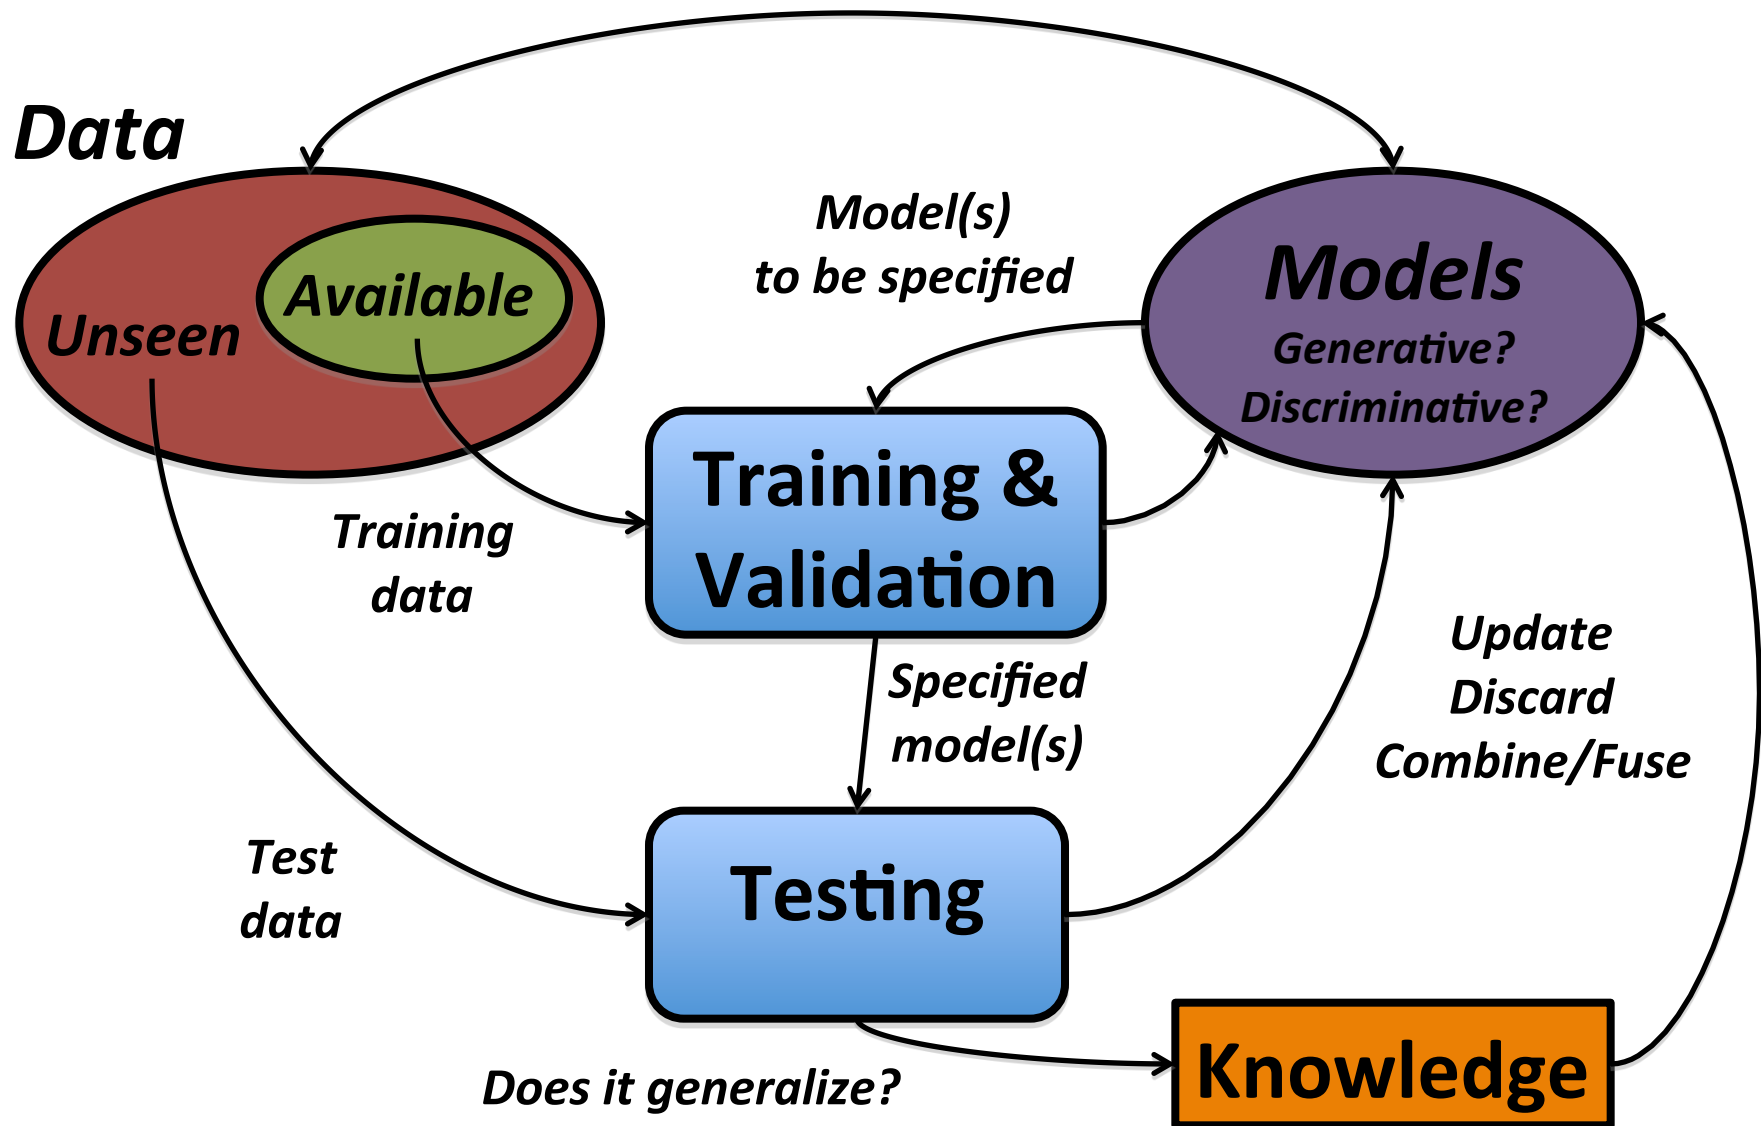 Data
Unseen
Available
Model(s)
to be specified
Models
Generative?
Discriminative?
Training &
Validation
Training
data
Specified
model(s)
Update
Discard
Combine/Fuse
Test
data
Testing
Does it generalize?
Knowledge